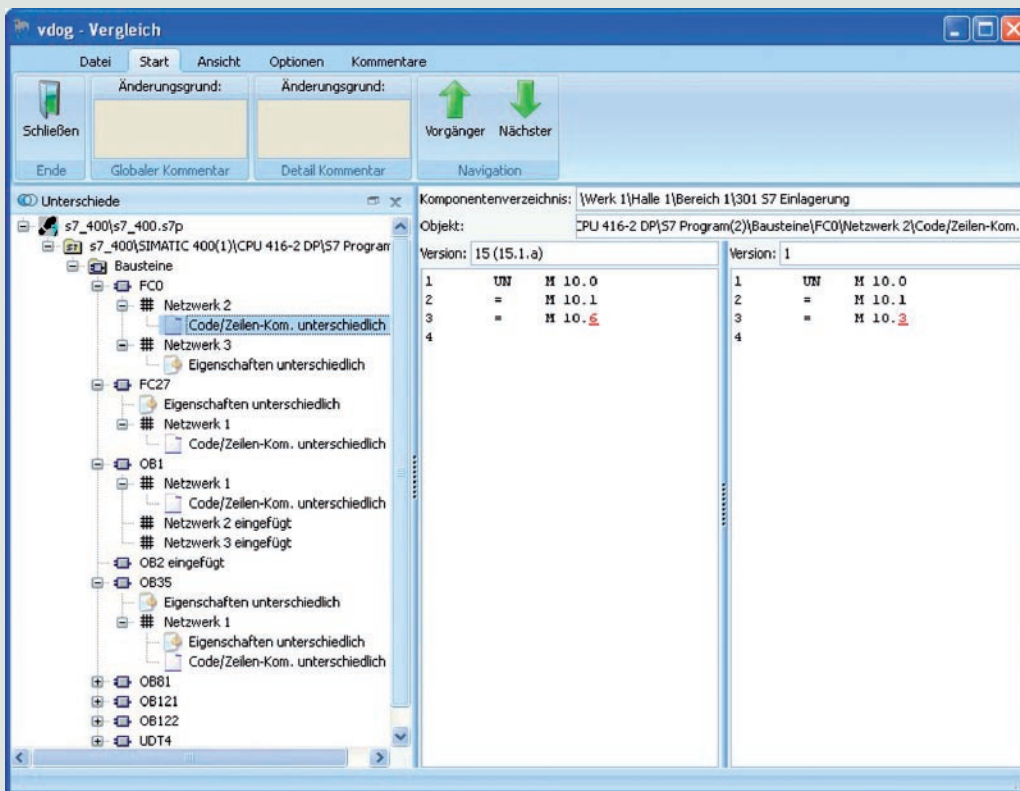 vdog - Vergleich
Datei Start Ansicht Optionen Kommentare
Änderungsgrund: Änderungsgrund:
Schließen Vorgänger Nächster
Ende Globaler Kommentar Detail Kommentar Navigation
Unterschiede
s7_400\s7_400.s7p
s7_400\SIMATIC 400(1)\CPU 416-2 DP\S7 Program
Bausteine
FC0
Netzwerk 2
Code/Zeilen-Kom. unterschiedlich
Netzwerk 3
Eigenschaften unterschiedlich
FC27
Eigenschaften unterschiedlich
Netzwerk 1
Code/Zeilen-Kom. unterschiedlich
OB1
Netzwerk 1
Code/Zeilen-Kom. unterschiedlich
Netzwerk 2 eingefügt
Netzwerk 3 eingefügt
OB2 eingefügt
OB35
Eigenschaften unterschiedlich
Netzwerk 1
Eigenschaften unterschiedlich
Code/Zeilen-Kom. unterschiedlich
OB81
OB121
OB122
UDT4
Komponentenverzeichnis: \Werk 1\Halle 1\Bereich 1\301 S7 Einlagerung
Objekt: CPU 416-2 DP\S7 Program(2)\Bausteine\FC0\Netzwerk 2\Code/Zeilen-Kom.
Version: 15 (15.1.a)
1 UN M 10.0
2 = M 10.1
3 = M 10.6
4
Version: 1
1 UN M 10.0
2 = M 10.1
3 = M 10.3
4